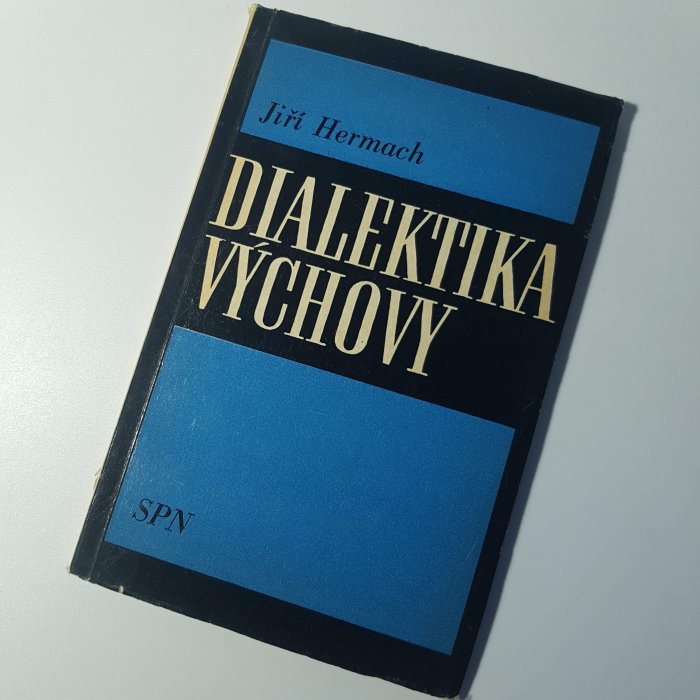 Jiří Hermach
DIALEKTIKA
VÝCHOVY
SPN